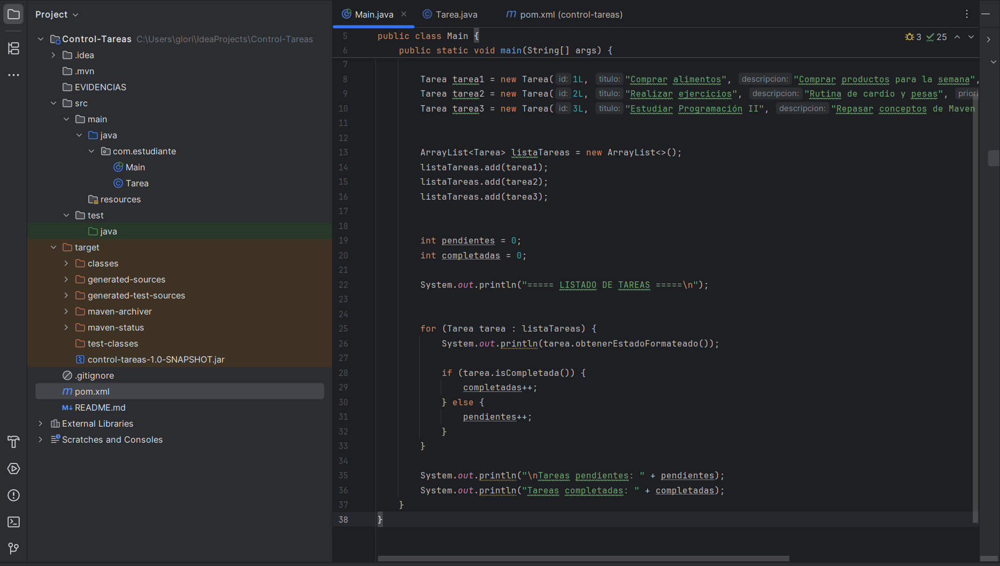 Project
Control-Tareas C:\Users\glori\IdeaProjects\Control-Tareas
.idea
.mvn
EVIDENCIAS
src
main
java
com.estudiante
Main
Tarea
resources
test
java
target
classes
generated-sources
generated-test-sources
maven-archiver
maven-status
test-classes
control-tareas-1.0-SNAPSHOT.jar
.gitignore
pom.xml
README.md
External Libraries
Scratches and Consoles
Main.java Tarea.java pom.xml (control-tareas)
3 25
5 public class Main {
6 public static void main(String[] args) {
7
8 Tarea tarea1 = new Tarea( id: 1L, titulo: "Comprar alimentos", descripcion: "Comprar productos para la semana",
9 Tarea tarea2 = new Tarea( id: 2L, titulo: "Realizar ejercicios", descripcion: "Rutina de cardio y pesas", priori
10 Tarea tarea3 = new Tarea( id: 3L, titulo: "Estudiar Programación II", descripcion: "Repasar conceptos de Maven
11
12
13 ArrayList<Tarea> listaTareas = new ArrayList<>();
14 listaTareas.add(tarea1);
15 listaTareas.add(tarea2);
16 listaTareas.add(tarea3);
17
18
19 int pendientes = 0;
20 int completadas = 0;
21
22 System.out.println("===== LISTADO DE TAREAS =====\n");
23
24
25 for (Tarea tarea : listaTareas) {
26 System.out.println(tarea.obtenerEstadoFormateado());
27
28 if (tarea.isCompletada()) {
29 completadas++;
30 } else {
31 pendientes++;
32 }
33 }
34
35 System.out.println("\nTareas pendientes: " + pendientes);
36 System.out.println("Tareas completadas: " + completadas);
37 }
38 }